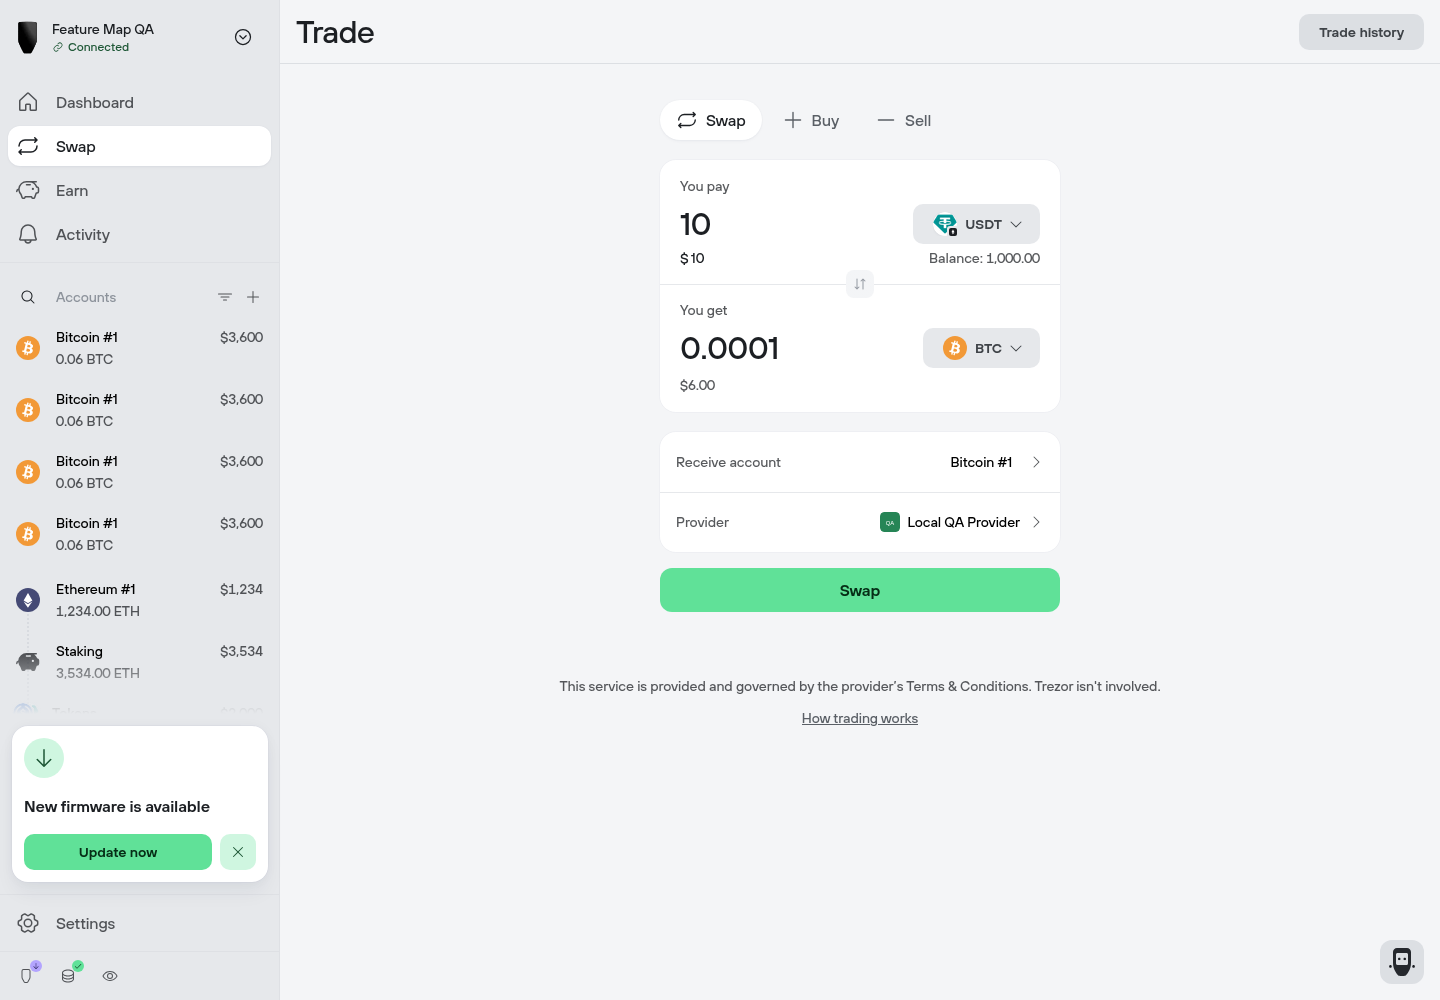 Feature Map QA
Connected
Dashboard
Swap
Earn
Activity
Accounts
Bitcoin #1 $3,600
0.06 BTC
Bitcoin #1 $3,600
0.06 BTC
Bitcoin #1 $3,600
0.06 BTC
Bitcoin #1 $3,600
0.06 BTC
Ethereum #1 $1,234
1,234.00 ETH
Staking $3,534
3,534.00 ETH
New firmware is available
Update now
Settings
Trade
Trade history
Swap Buy Sell
You pay
10 USDT
$10 Balance: 1,000.00
You get
0.0001 BTC
$6.00
Receive account Bitcoin #1
Provider QA Local QA Provider
Swap
This service is provided and governed by the provider's Terms & Conditions. Trezor isn't involved.
How trading works